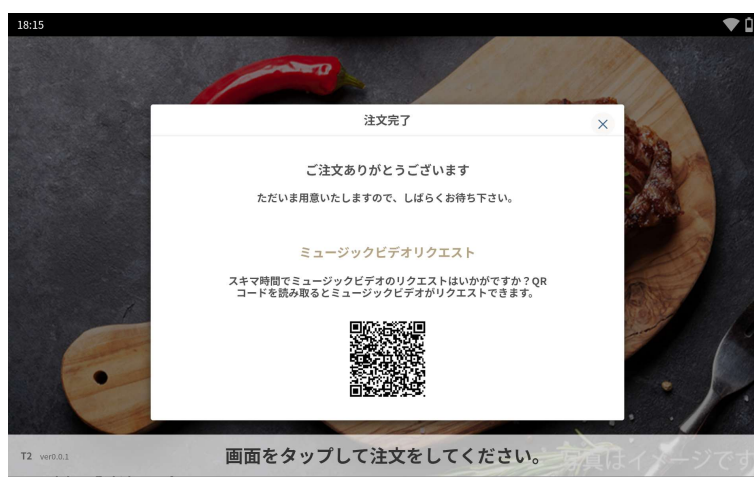 18:15
注文完了
ご注文ありがとうございます
ただいま用意いたしますので、しばらくお待ち下さい。
ミュージックビデオリクエスト
スキマ時間でミュージックビデオのリクエストはいかがですか？QR
コードを読み取るとミュージックビデオがリクエストできます。
T2 ver0.0.1
画面をタップして注文をしてください。
写真はイメージです